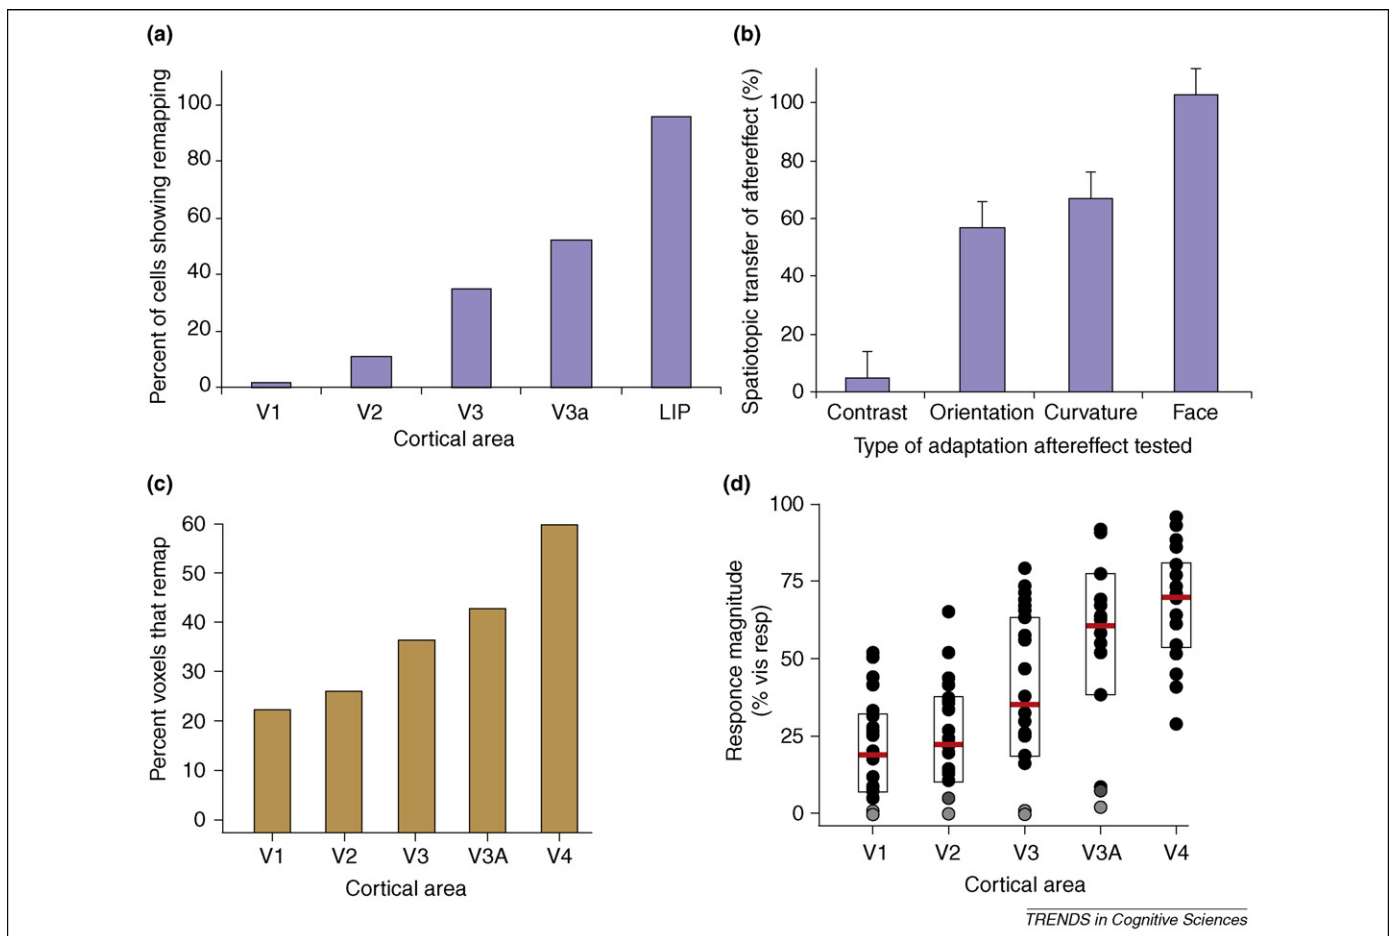 (a)
Percent of cells showing remapping
100
80
60
40
20
0
V1 V2 V3 V3a LIP
Cortical area
(b)
Spatiotopic transfer of aftereffect (%)
100
80
60
40
20
0
Contrast Orientation Curvature Face
Type of adaptation aftereffect tested
(c)
Percent voxels that remap
60
50
40
30
20
10
0
V1 V2 V3 V3A V4
Cortical area
(d)
Responce magnitude
(% vis resp)
100
75
50
25
0
V1 V2 V3 V3A V4
Cortical area
TRENDS in Cognitive Sciences